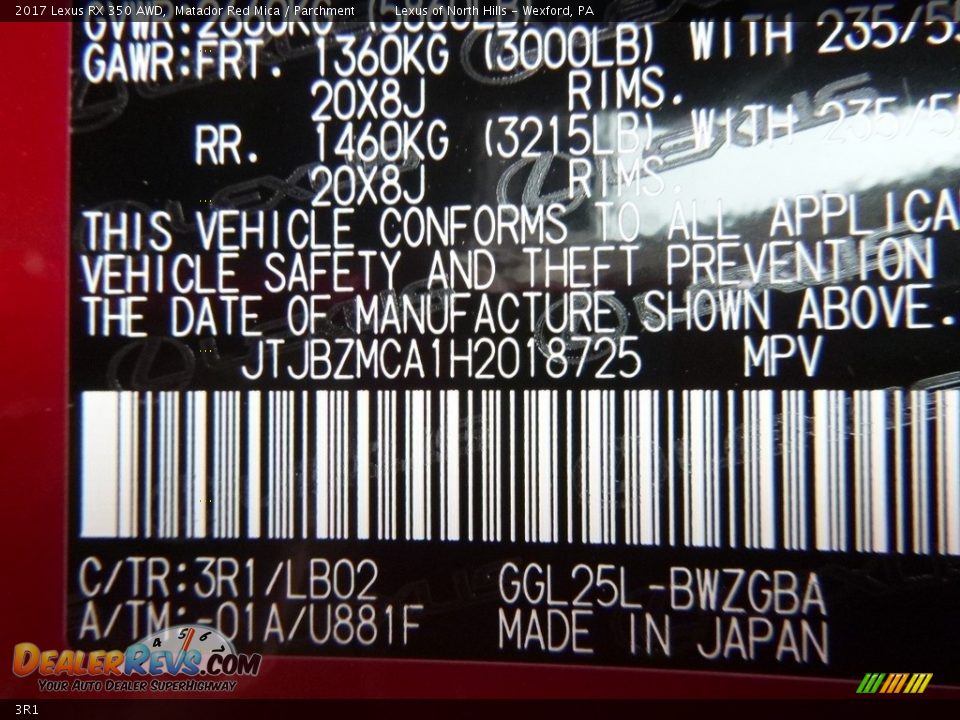 2017 Lexus RX 350 AWD, Matador Red Mica / Parchment Lexus of North Hills - Wexford, PA
GAWR:FRT. 1360KG (3000LB) WITH 235/55
20X8J RIMS.
RR. 1460KG (3215LB) WITH 235/55
20X8J RIMS.
THIS VEHICLE CONFORMS TO ALL APPLICA
VEHICLE SAFETY AND THEFT PREVENTION
THE DATE OF MANUFACTURE SHOWN ABOVE.
JTJBZMCA1H2018725 MPV
C/TR:3R1/LB02 GGL25L-BWZGBA
A/TM:-01A/U881F MADE IN JAPAN
DEALERREVS.COM
YOUR AUTO DEALER SUPERHIGHWAY
3R1